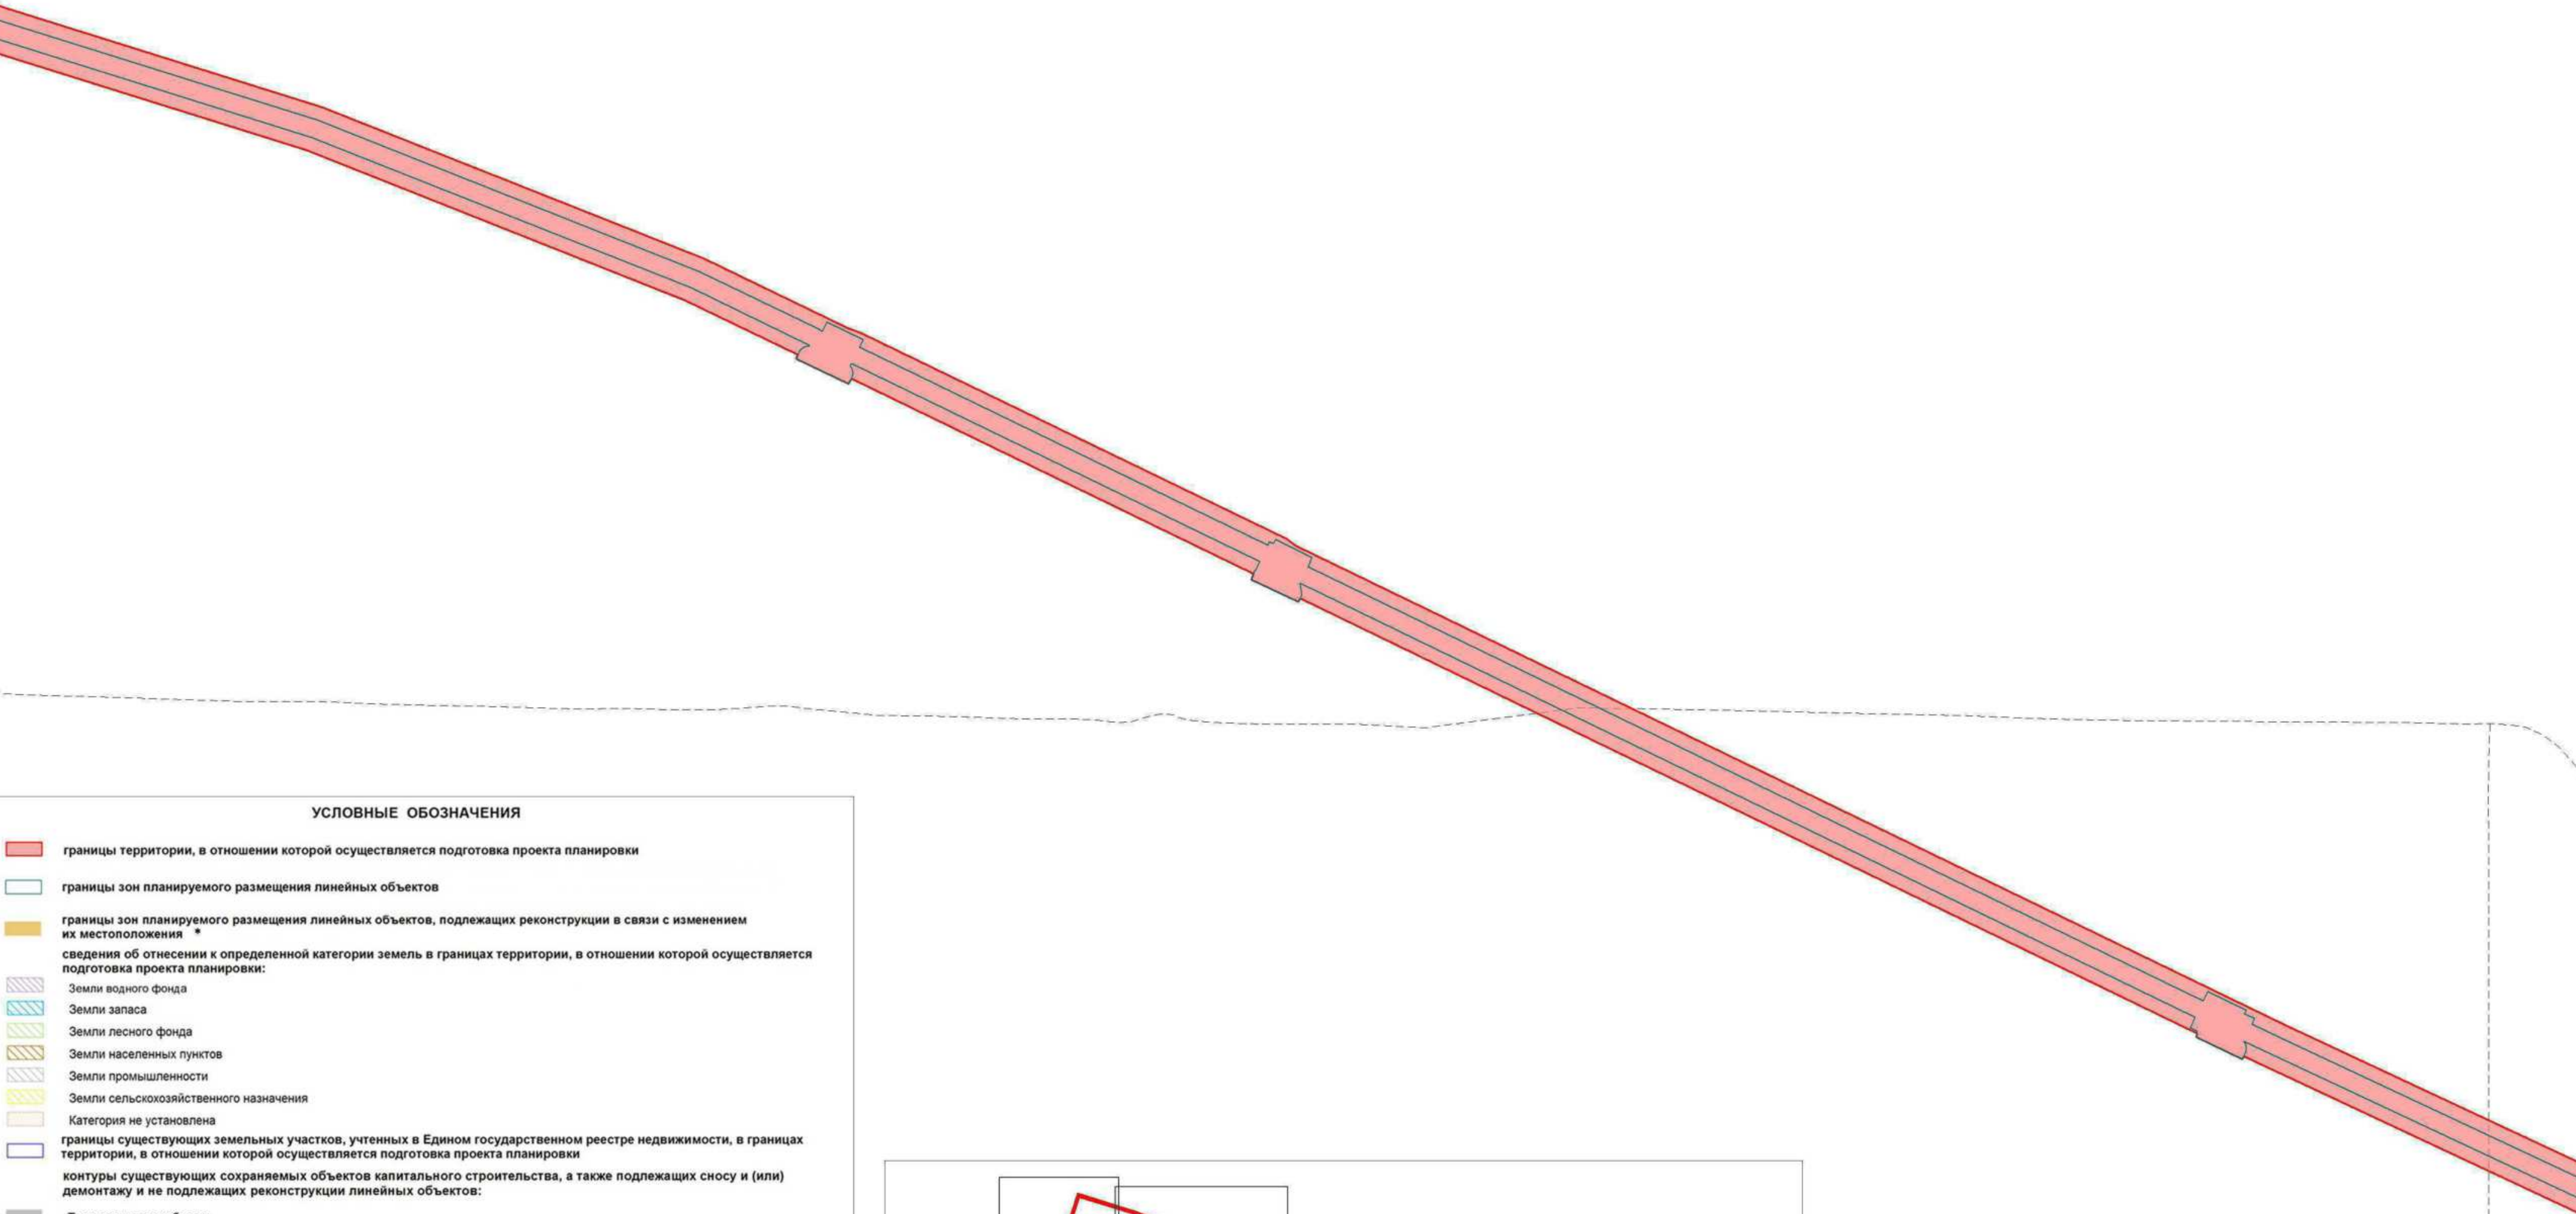 УСЛОВНЫЕ ОБОЗНАЧЕНИЯ
границы территории, в отношении которой осуществляется подготовка проекта планировки
границы зон планируемого размещения линейных объектов
границы зон планируемого размещения линейных объектов, подлежащих реконструкции в связи с изменением
их местоположения *
сведения об отнесении к определенной категории земель в границах территории, в отношении которой осуществляется
подготовка проекта планировки:
Земли водного фонда
Земли запаса
Земли лесного фонда
Земли населенных пунктов
Земли промышленности
Земли сельскохозяйственного назначения
Категория не установлена
границы существующих земельных участков, учтенных в Едином государственном реестре недвижимости, в границах
территории, в отношении которой осуществляется подготовка проекта планировки
контуры существующих сохраняемых объектов капитального строительства, а также подлежащих сносу и (или)
демонтажу и не подлежащих реконструкции линейных объектов: